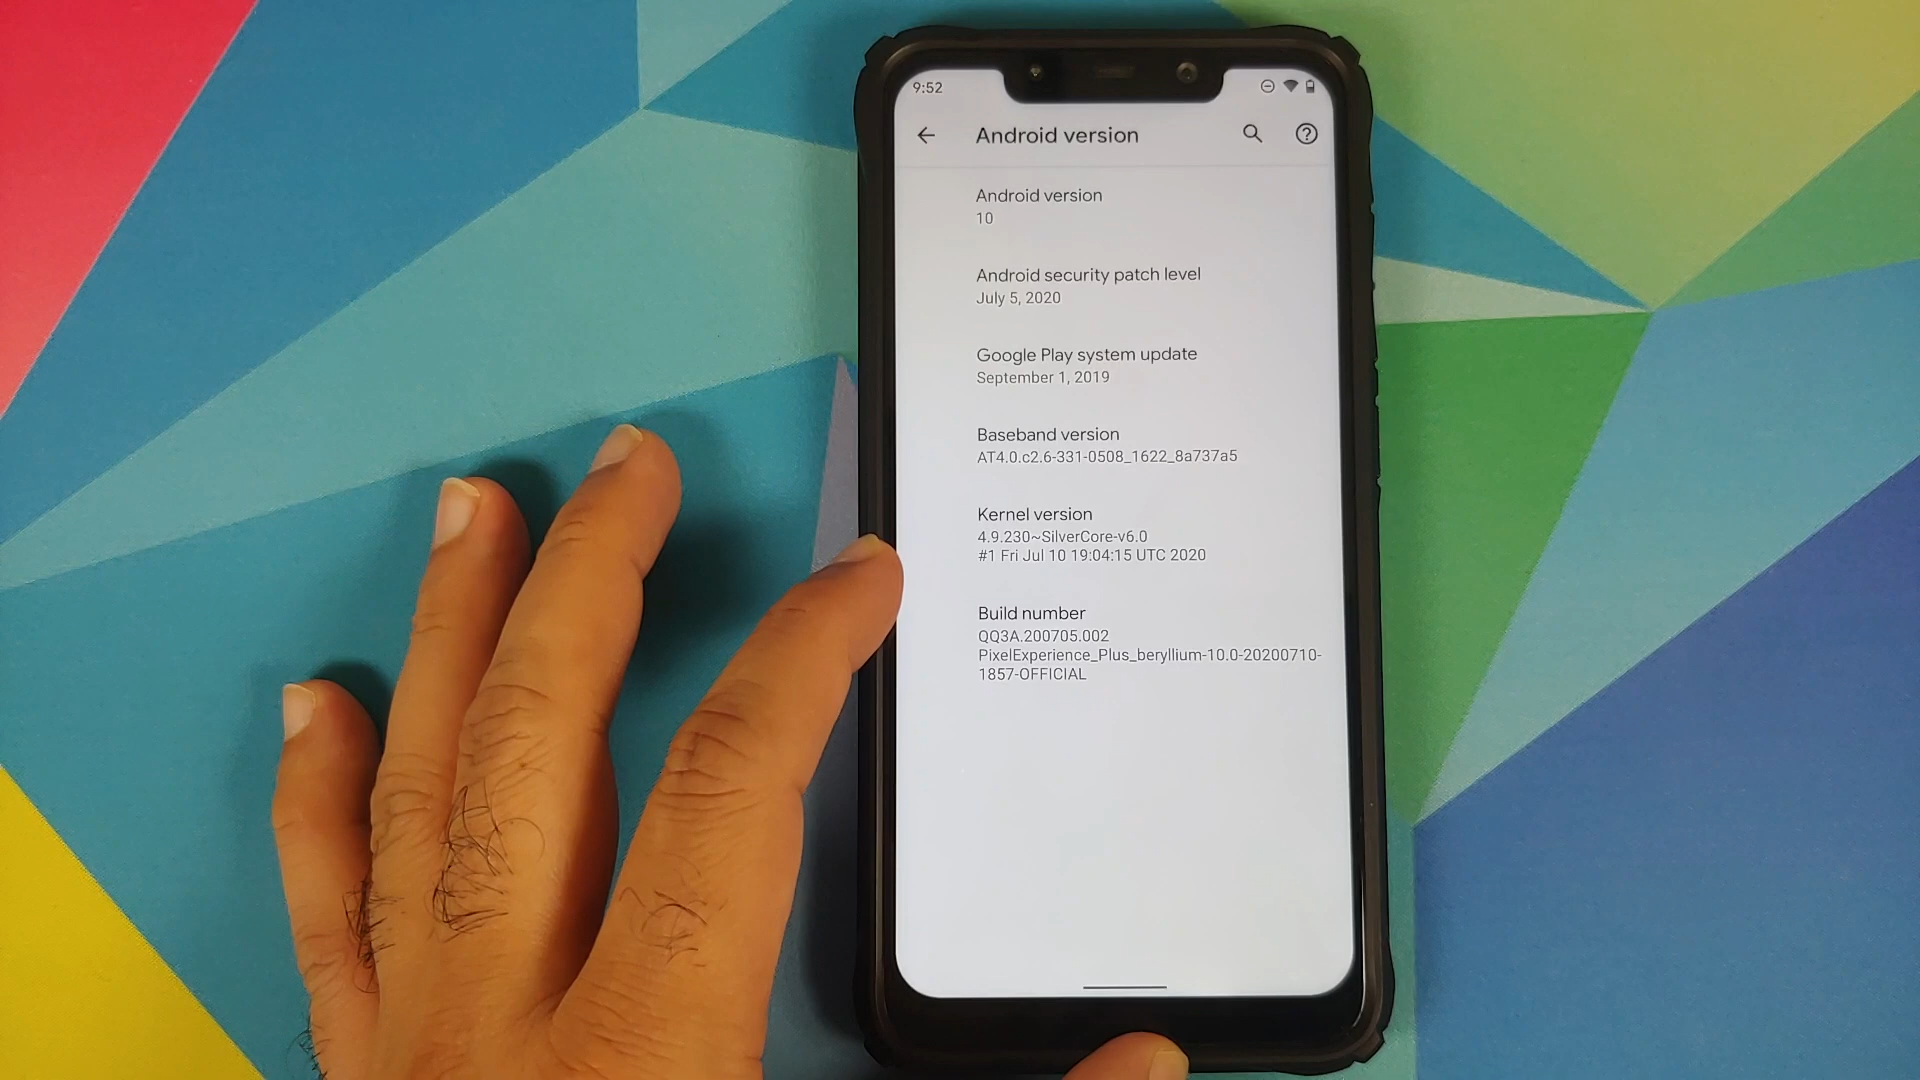 9:52
Android version
Android version
10
Android security patch level
July 5, 2020
Google Play system update
September 1, 2019
Baseband version
AT4.0.c2.6-331-0508_1622_8a737a5
Kernel version
4.9.230~SilverCore-v6.0
#1 Fri Jul 10 19:04:15 UTC 2020
Build number
QQ3A.200705.002
PixelExperience_Plus_beryllium-10.0-20200710-
1857-OFFICIAL